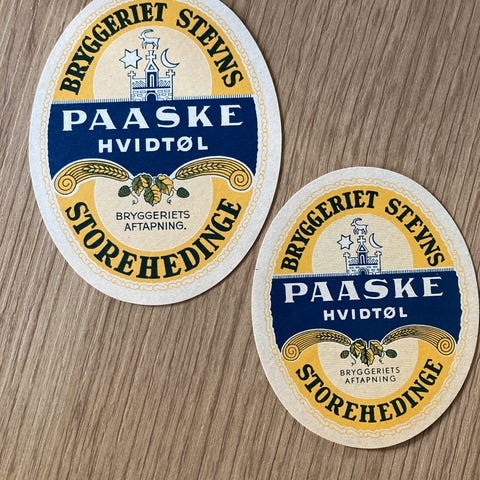 BRYGGERIET STEVNS
PAASKE
HVIDTØL
BRYGGERIETS
AFTAPNING.
STOREHEDINGE
BRYGGERIET STEVNS
PAASKE
HVIDTØL
BRYGGERIETS
AFTAPNING
STOREHEDINGE